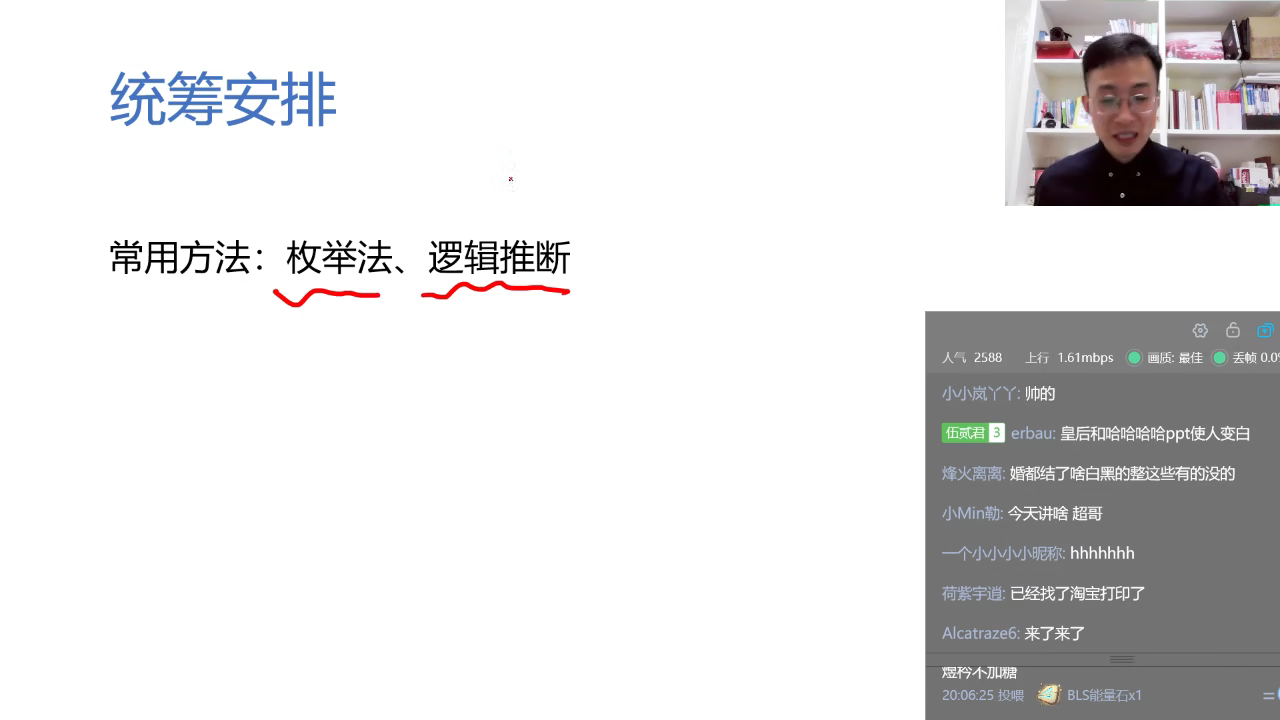 统筹安排
常用方法：枚举法、逻辑推断
人气 2588 上行 1.61mbps 画质: 最佳 丢帧 0.0%
小小岚丫丫: 帅的
伍贰君 3 erbau: 皇后和哈哈哈哈ppt使人变白
烽火离离: 婚都结了啥白黑的整这些有的没的
小Min勒: 今天讲啥 超哥
一个小小小小昵称: hhhhhhh
荷紫宇逍: 已经找了淘宝打印了
Alcatraze6: 来了来了
煜衿不加糖
20:06:25 投喂 BLS能量石x1